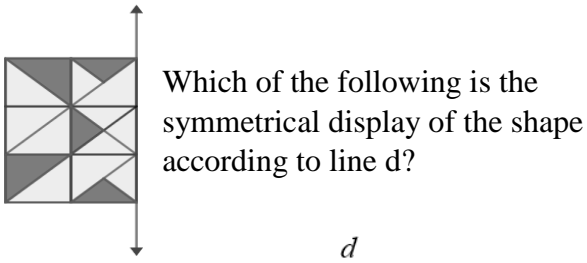 Which of the following is the
symmetrical display of the shape
according to line d?
d